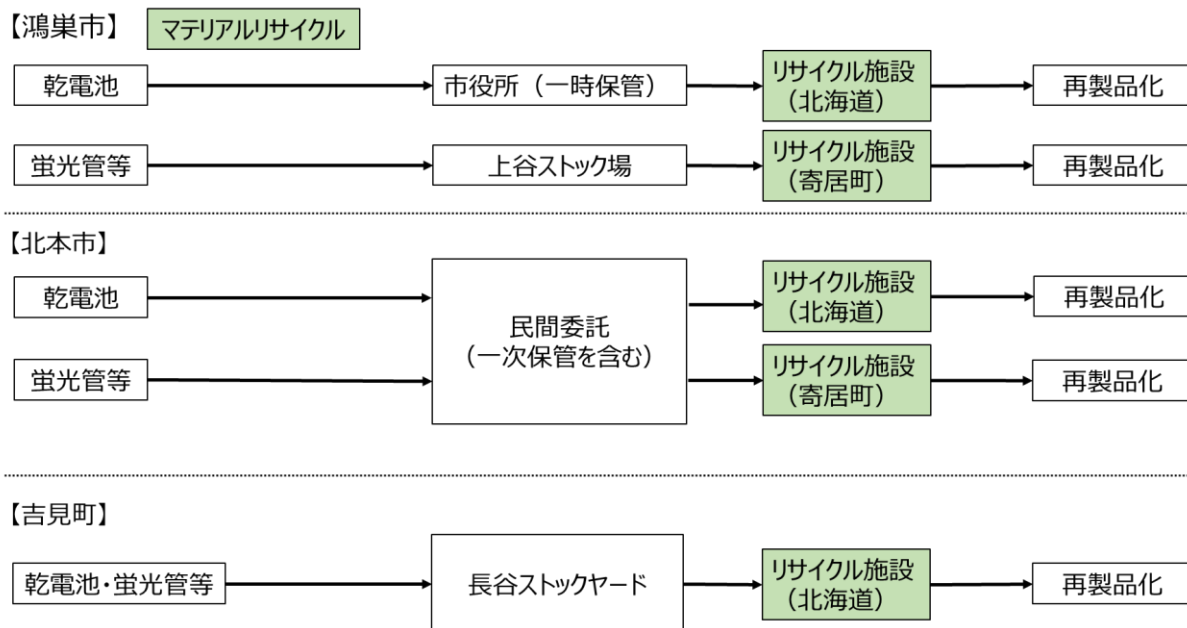 【鴻巣市】 マテリアルリサイクル
乾電池
市役所（一時保管）
リサイクル施設
（北海道）
再製品化
蛍光管等
上谷ストック場
リサイクル施設
（寄居町）
再製品化
【北本市】
乾電池
蛍光管等
民間委託
（一次保管を含む）
リサイクル施設
（北海道）
再製品化
リサイクル施設
（寄居町）
再製品化
【吉見町】
乾電池・蛍光管等
長谷ストックヤード
リサイクル施設
（北海道）
再製品化